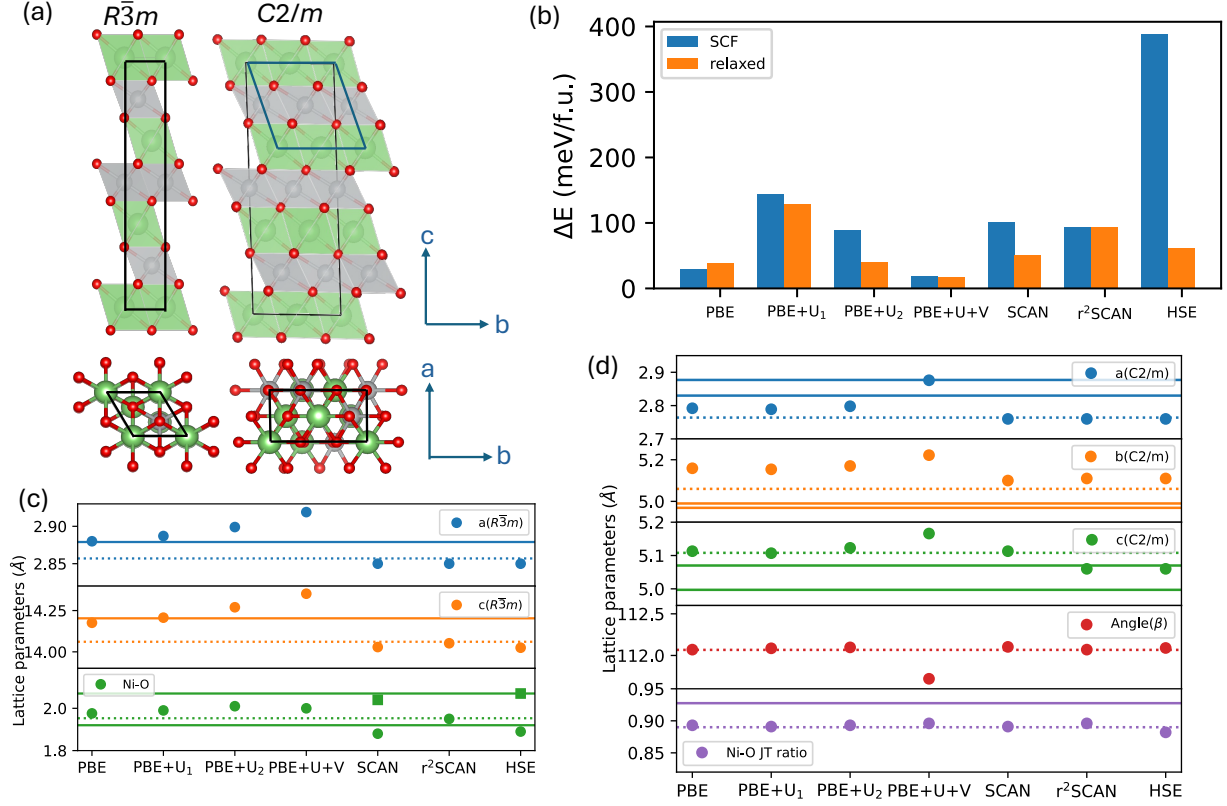 (a)
R3̅m
C2/m
c
b
a
b
(b)
ΔE (meV/f.u.)
400
300
200
100
0
SCF
relaxed
PBE
PBE+U₁
PBE+U₂
PBE+U+V
SCAN
r²SCAN
HSE
(c)
Lattice parameters (Å)
2.90
2.85
a(R3̅m)
14.25
14.00
c(R3̅m)
2.0
1.8
Ni-O
PBE
PBE+U₁
PBE+U₂
PBE+U+V
SCAN
r²SCAN
HSE
(d)
Lattice parameters (Å)
2.9
2.8
2.7
a(C2/m)
5.2
5.0
b(C2/m)
5.2
5.1
5.0
c(C2/m)
112.5
112.0
Angle(β)
0.95
0.90
0.85
Ni-O JT ratio
PBE
PBE+U₁
PBE+U₂
PBE+U+V
SCAN
r²SCAN
HSE